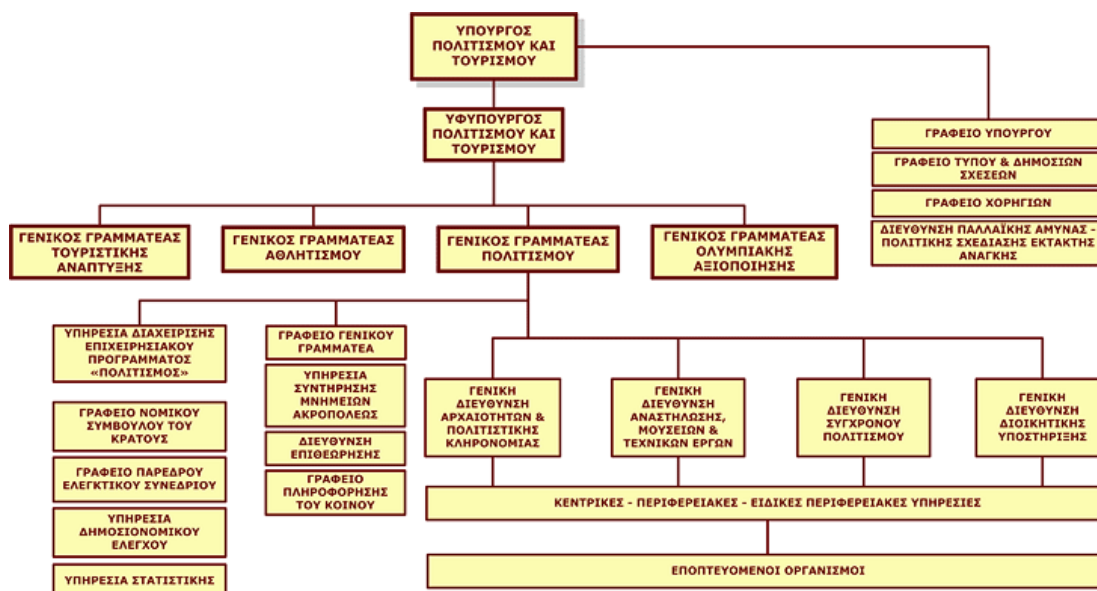 ΥΠΟΥΡΓΟΣ
ΠΟΛΙΤΙΣΜΟΥ ΚΑΙ
ΤΟΥΡΙΣΜΟΥ
ΥΦΥΠΟΥΡΓΟΣ
ΠΟΛΙΤΙΣΜΟΥ ΚΑΙ
ΤΟΥΡΙΣΜΟΥ
ΓΡΑΦΕΙΟ ΥΠΟΥΡΓΟΥ
ΓΡΑΦΕΙΟ ΤΥΠΟΥ & ΔΗΜΟΣΙΩΝ
ΣΧΕΣΕΩΝ
ΓΡΑΦΕΙΟ ΧΟΡΗΓΙΩΝ
ΔΙΕΥΘΥΝΣΗ ΠΑΛΛΑΪΚΗΣ ΑΜΥΝΑΣ -
ΠΟΛΙΤΙΚΗΣ ΣΧΕΔΙΑΣΗΣ ΕΚΤΑΚΤΗΣ
ΑΝΑΓΚΗΣ
ΓΕΝΙΚΟΣ ΓΡΑΜΜΑΤΕΑΣ
ΤΟΥΡΙΣΤΙΚΗΣ
ΑΝΑΠΤΥΞΗΣ
ΓΕΝΙΚΟΣ ΓΡΑΜΜΑΤΕΑΣ
ΑΘΛΗΤΙΣΜΟΥ
ΓΕΝΙΚΟΣ ΓΡΑΜΜΑΤΕΑΣ
ΠΟΛΙΤΙΣΜΟΥ
ΓΕΝΙΚΟΣ ΓΡΑΜΜΑΤΕΑΣ
ΟΛΥΜΠΙΑΚΗΣ
ΑΞΙΟΠΟΙΗΣΗΣ
ΥΠΗΡΕΣΙΑ ΔΙΑΧΕΙΡΙΣΗΣ
ΕΠΙΧΕΙΡΗΣΙΑΚΟΥ
ΠΡΟΓΡΑΜΜΑΤΟΣ
«ΠΟΛΙΤΙΣΜΟΣ»
ΓΡΑΦΕΙΟ ΝΟΜΙΚΟΥ
ΣΥΜΒΟΥΛΟΥ ΤΟΥ
ΚΡΑΤΟΥΣ
ΓΡΑΦΕΙΟ ΠΑΡΕΔΡΟΥ
ΕΛΕΓΚΤΙΚΟΥ ΣΥΝΕΔΡΙΟΥ
ΥΠΗΡΕΣΙΑ
ΔΗΜΟΣΙΟΝΟΜΙΚΟΥ
ΕΛΕΓΧΟΥ
ΥΠΗΡΕΣΙΑ ΣΤΑΤΙΣΤΙΚΗΣ
ΓΡΑΦΕΙΟ ΓΕΝΙΚΟΥ
ΓΡΑΜΜΑΤΕΑ
ΥΠΗΡΕΣΙΑ
ΣΥΝΤΗΡΗΣΗΣ
ΜΝΗΜΕΙΩΝ
ΑΚΡΟΠΟΛΕΩΣ
ΔΙΕΥΘΥΝΣΗ
ΕΠΙΘΕΩΡΗΣΗΣ
ΓΡΑΦΕΙΟ
ΠΛΗΡΟΦΟΡΗΣΗΣ
ΤΟΥ ΚΟΙΝΟΥ
ΓΕΝΙΚΗ
ΔΙΕΥΘΥΝΣΗ
ΑΡΧΑΙΟΤΗΤΩΝ &
ΠΟΛΙΤΙΣΤΙΚΗΣ
ΚΛΗΡΟΝΟΜΙΑΣ
ΓΕΝΙΚΗ
ΔΙΕΥΘΥΝΣΗ
ΑΝΑΣΤΗΛΩΣΗΣ,
ΜΟΥΣΕΙΩΝ &
ΤΕΧΝΙΚΩΝ ΕΡΓΩΝ
ΓΕΝΙΚΗ
ΔΙΕΥΘΥΝΣΗ
ΣΥΓΧΡΟΝΟΥ
ΠΟΛΙΤΙΣΜΟΥ
ΓΕΝΙΚΗ
ΔΙΕΥΘΥΝΣΗ
ΔΙΟΙΚΗΤΙΚΗΣ
ΥΠΟΣΤΗΡΙΞΗΣ
ΚΕΝΤΡΙΚΕΣ - ΠΕΡΙΦΕΡΕΙΑΚΕΣ - ΕΙΔΙΚΕΣ ΠΕΡΙΦΕΡΕΙΑΚΕΣ ΥΠΗΡΕΣΙΕΣ
ΕΠΟΠΤΕΥΟΜΕΝΟΙ ΟΡΓΑΝΙΣΜΟΙ